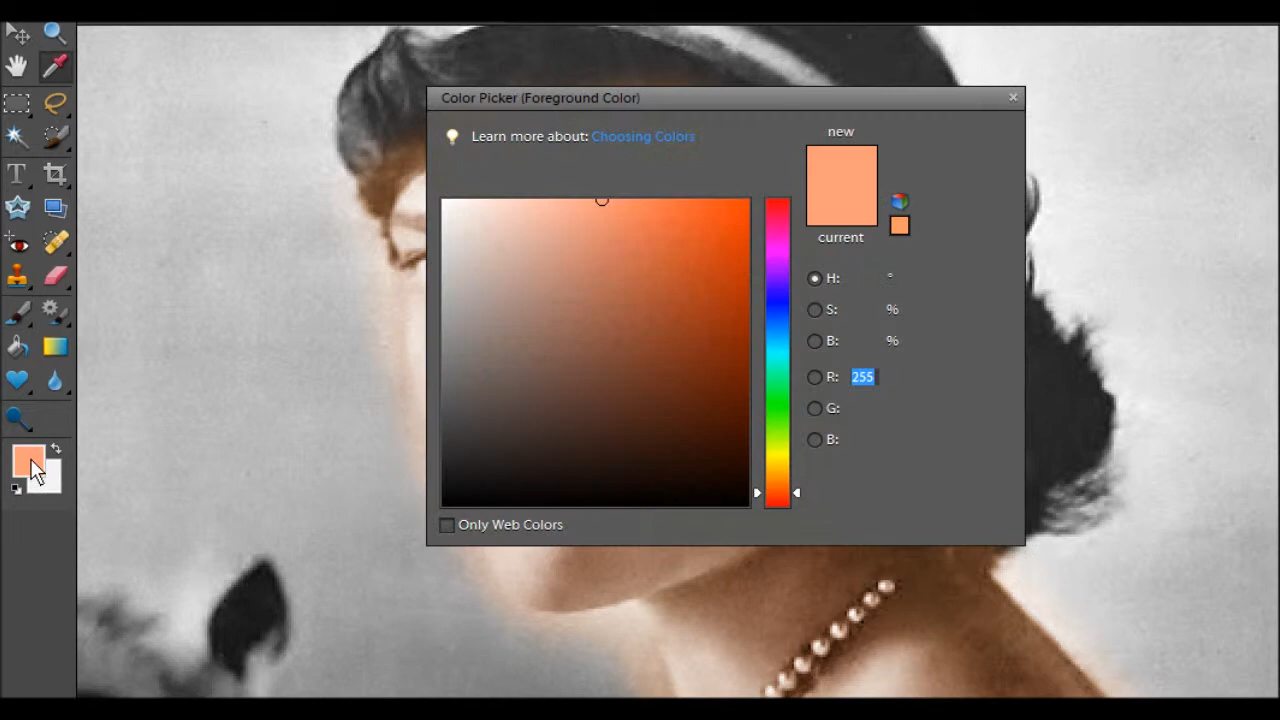 Color Picker (Foreground Color)
Learn more about: Choosing Colors
new
current
H: °
S: %
B: %
R: 255
G:
B:
Only Web Colors
T